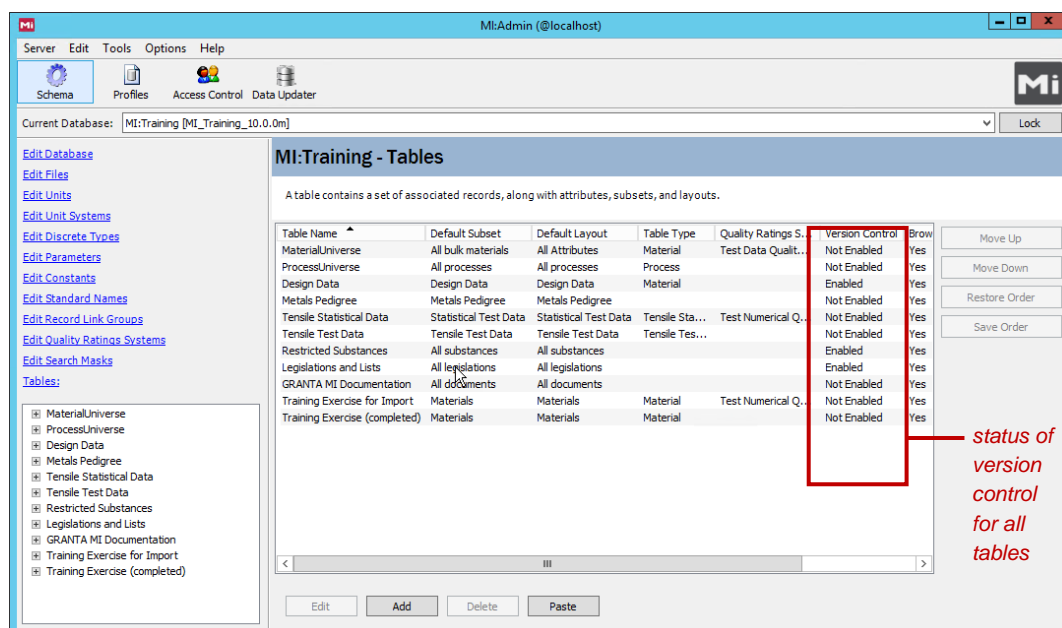 Mi MI:Admin (@localhost)
Server Edit Tools Options Help
Schema Profiles Access Control Data Updater
Mi
Current Database: MI:Training [MI_Training_10.0.0m] Lock
Edit Database
Edit Files
Edit Units
Edit Unit Systems
Edit Discrete Types
Edit Parameters
Edit Constants
Edit Standard Names
Edit Record Link Groups
Edit Quality Ratings Systems
Edit Search Masks
Tables:
MaterialUniverse
ProcessUniverse
Design Data
Metals Pedigree
Tensile Statistical Data
Tensile Test Data
Restricted Substances
Legislations and Lists
GRANTA MI Documentation
Training Exercise for Import
Training Exercise (completed)
MI:Training - Tables
A table contains a set of associated records, along with attributes, subsets, and layouts.
Table Name Default Subset Default Layout Table Type Quality Ratings S... Version Control Brow
MaterialUniverse All bulk materials All Attributes Material Test Data Qualit... Not Enabled Yes
ProcessUniverse All processes All processes Process Not Enabled Yes
Design Data Design Data Design Data Material Enabled Yes
Metals Pedigree Metals Pedigree Metals Pedigree Not Enabled Yes
Tensile Statistical Data Statistical Test Data Statistical Test Data Tensile Sta... Test Numerical Q... Not Enabled Yes
Tensile Test Data Tensile Test Data Tensile Test Data Tensile Tes... Not Enabled Yes
Restricted Substances All substances All substances Enabled Yes
Legislations and Lists All legislations All legislations Enabled Yes
GRANTA MI Documentation All documents All documents Not Enabled Yes
Training Exercise for Import Materials Materials Material Test Numerical Q... Not Enabled Yes
Training Exercise (completed) Materials Materials Material Not Enabled Yes
Move Up
Move Down
Restore Order
Save Order
status of
version
control
for all
tables
Edit Add Delete Paste